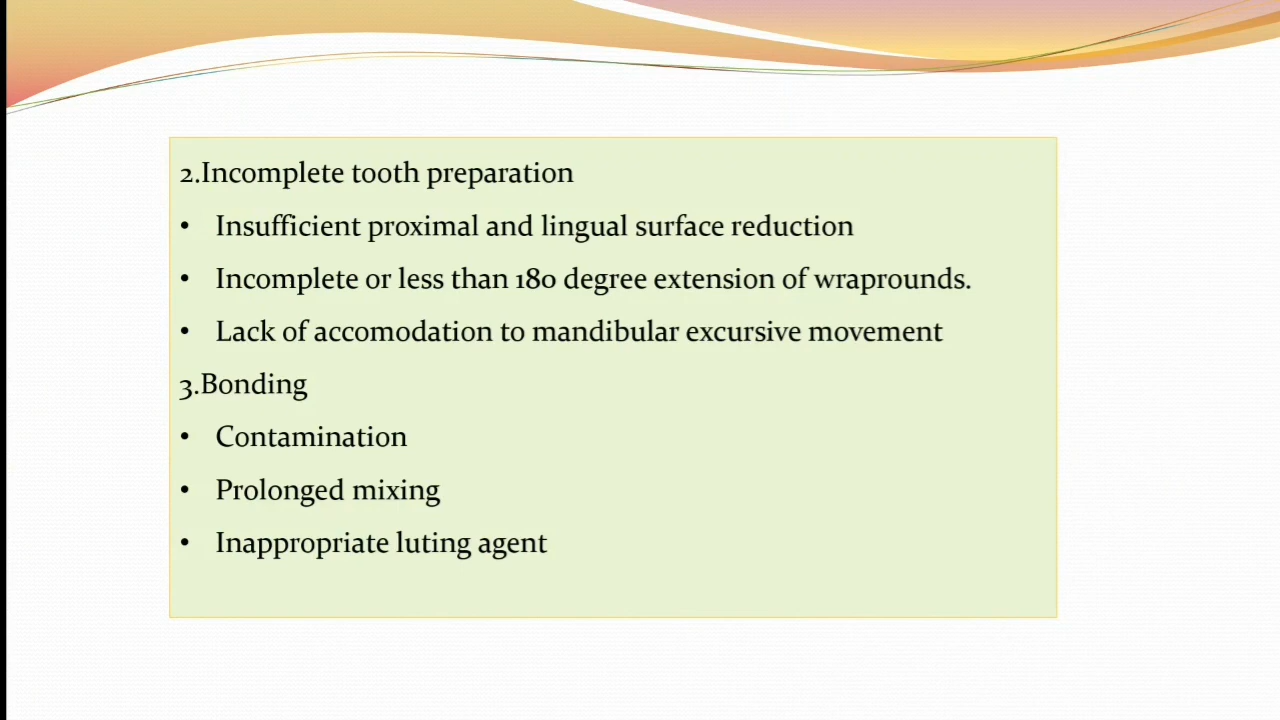 2.Incomplete tooth preparation
• Insufficient proximal and lingual surface reduction
• Incomplete or less than 180 degree extension of wraprounds.
• Lack of accomodation to mandibular excursive movement
3.Bonding
• Contamination
• Prolonged mixing
• Inappropriate luting agent